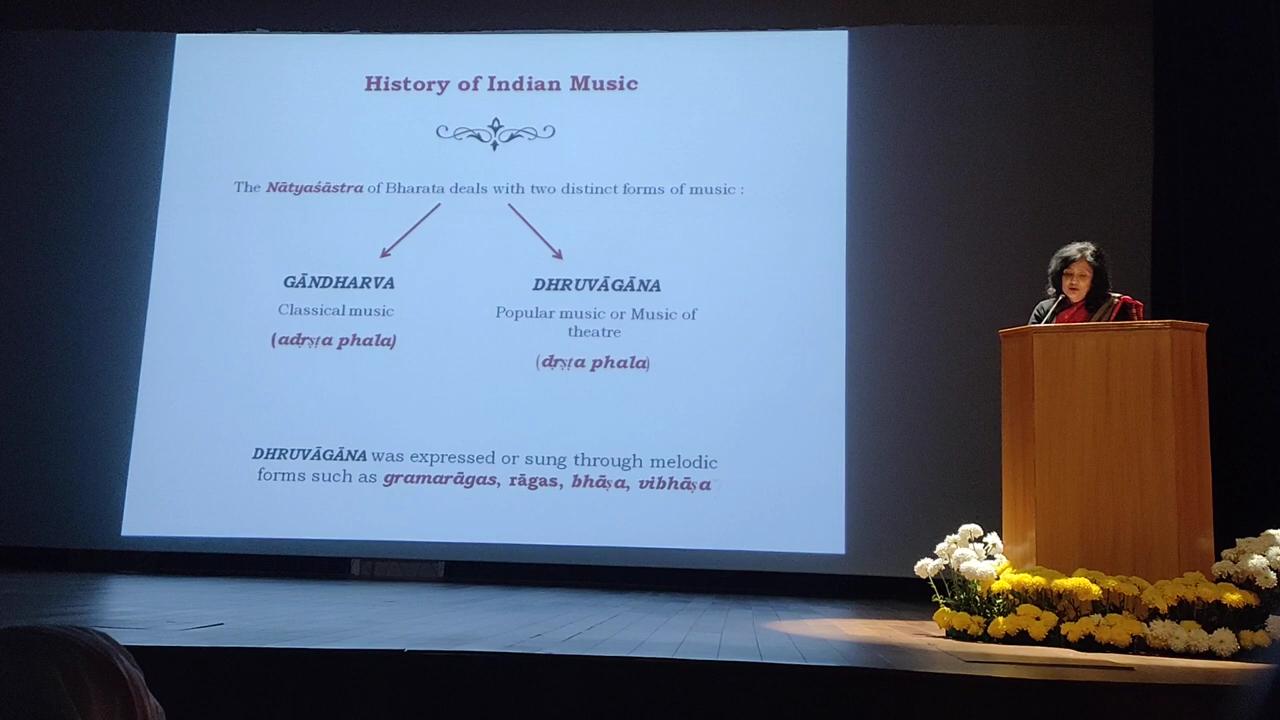 History of Indian Music
The Nātyaśāstra of Bharata deals with two distinct forms of music :
GĀNDHARVA
Classical music
(adṛṣṭa phala)
DHRUVĀGĀNA
Popular music or Music of
theatre
(dṛṣṭa phala)
DHRUVĀGĀNA was expressed or sung through melodic
forms such as gramarāgas, rāgas, bhāṣa, vibhāṣa